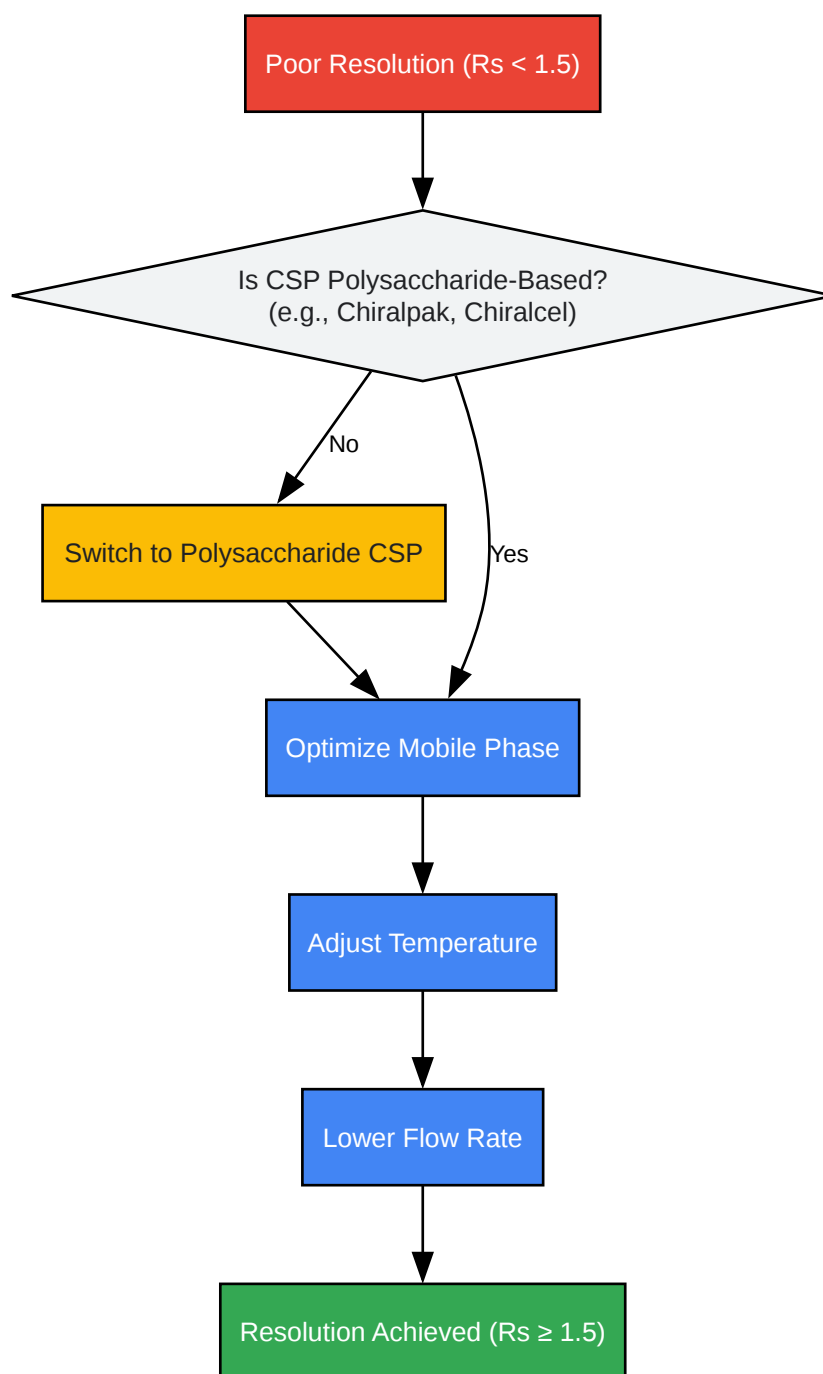 Poor Resolution (Rs < 1.5)
Is CSP Polysaccharide-Based?
(e.g., Chiralpak, Chiralcel)
No
Switch to Polysaccharide CSP
Yes
Optimize Mobile Phase
Adjust Temperature
Lower Flow Rate
Resolution Achieved (Rs ≥ 1.5)